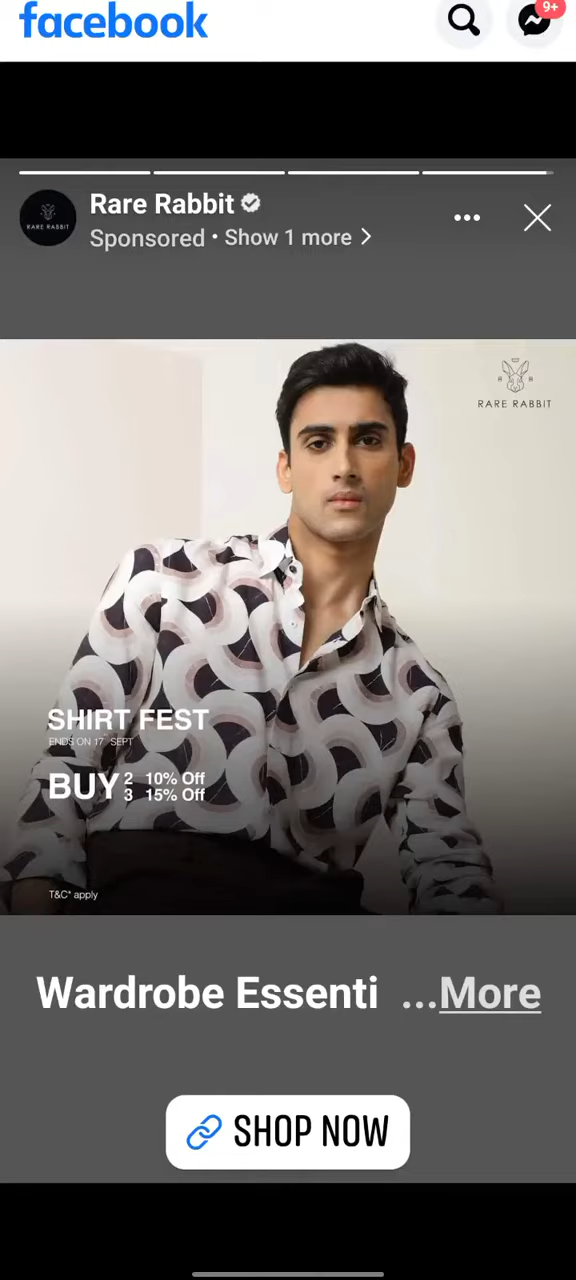 facebook
9+
RARE RABBIT
Rare Rabbit
Sponsored • Show 1 more
R R
RARE RABBIT
SHIRT FEST
ENDS ON 17 SEPT
BUY 2 10% Off
3 15% Off
T&C* apply
Wardrobe Essenti ...More
SHOP NOW